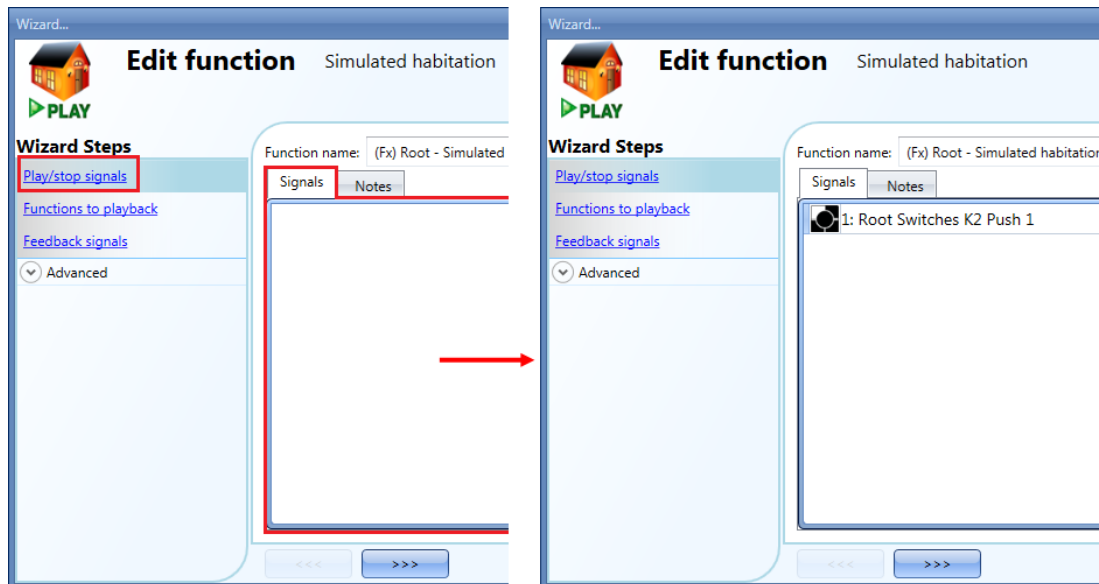 Wizard...
Edit function Simulated habitation
PLAY
Wizard Steps
Play/stop signals
Functions to playback
Feedback signals
Advanced
Function name: (Fx) Root - Simulated
Signals Notes
<<< >>>
Wizard...
Edit function Simulated habitation
PLAY
Wizard Steps
Play/stop signals
Functions to playback
Feedback signals
Advanced
Function name: (Fx) Root - Simulated habitation
Signals Notes
1: Root Switches K2 Push 1
<<< >>>